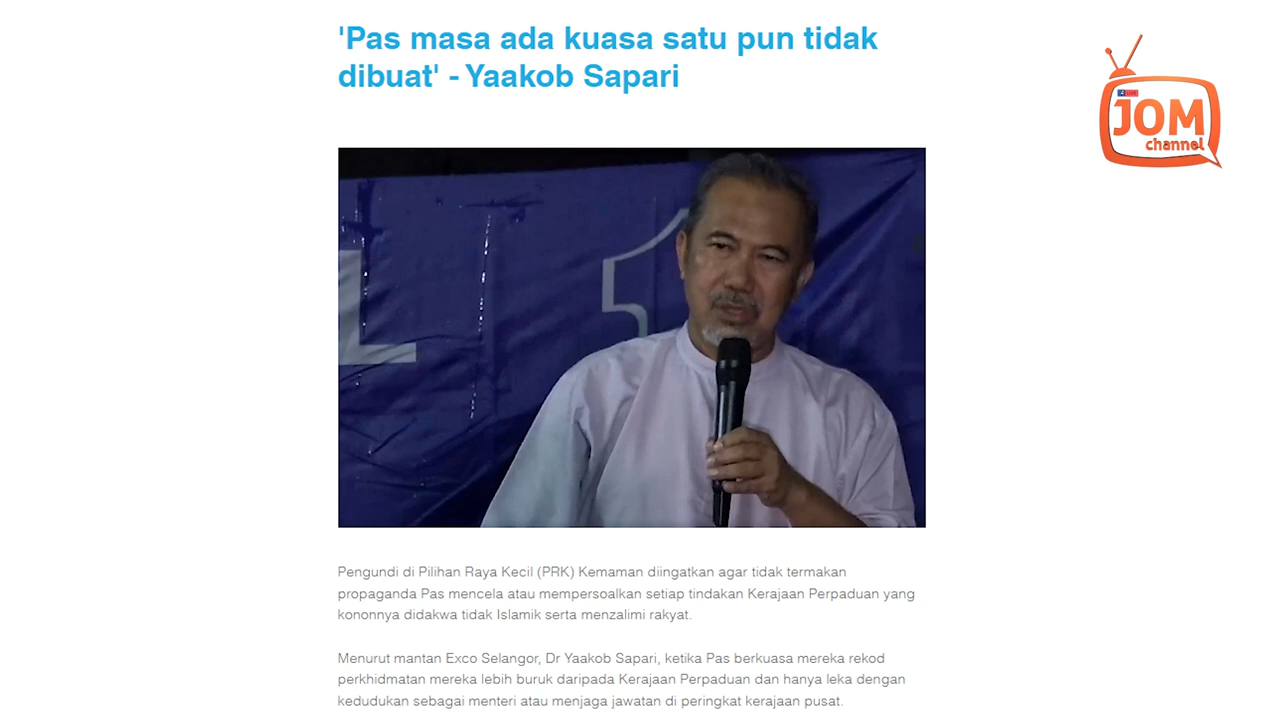 'Pas masa ada kuasa satu pun tidak
dibuat' - Yaakob Sapari
JOM
channel
L 1
Pengundi di Pilihan Raya Kecil (PRK) Kemaman diingatkan agar tidak termakan
propaganda Pas mencela atau mempersoalkan setiap tindakan Kerajaan Perpaduan yang
kononnya didakwa tidak Islamik serta menzalimi rakyat.
Menurut mantan Exco Selangor, Dr Yaakob Sapari, ketika Pas berkuasa mereka rekod
perkhidmatan mereka lebih buruk daripada Kerajaan Perpaduan dan hanya leka dengan
kedudukan sebagai menteri atau menjaga jawatan di peringkat kerajaan pusat.